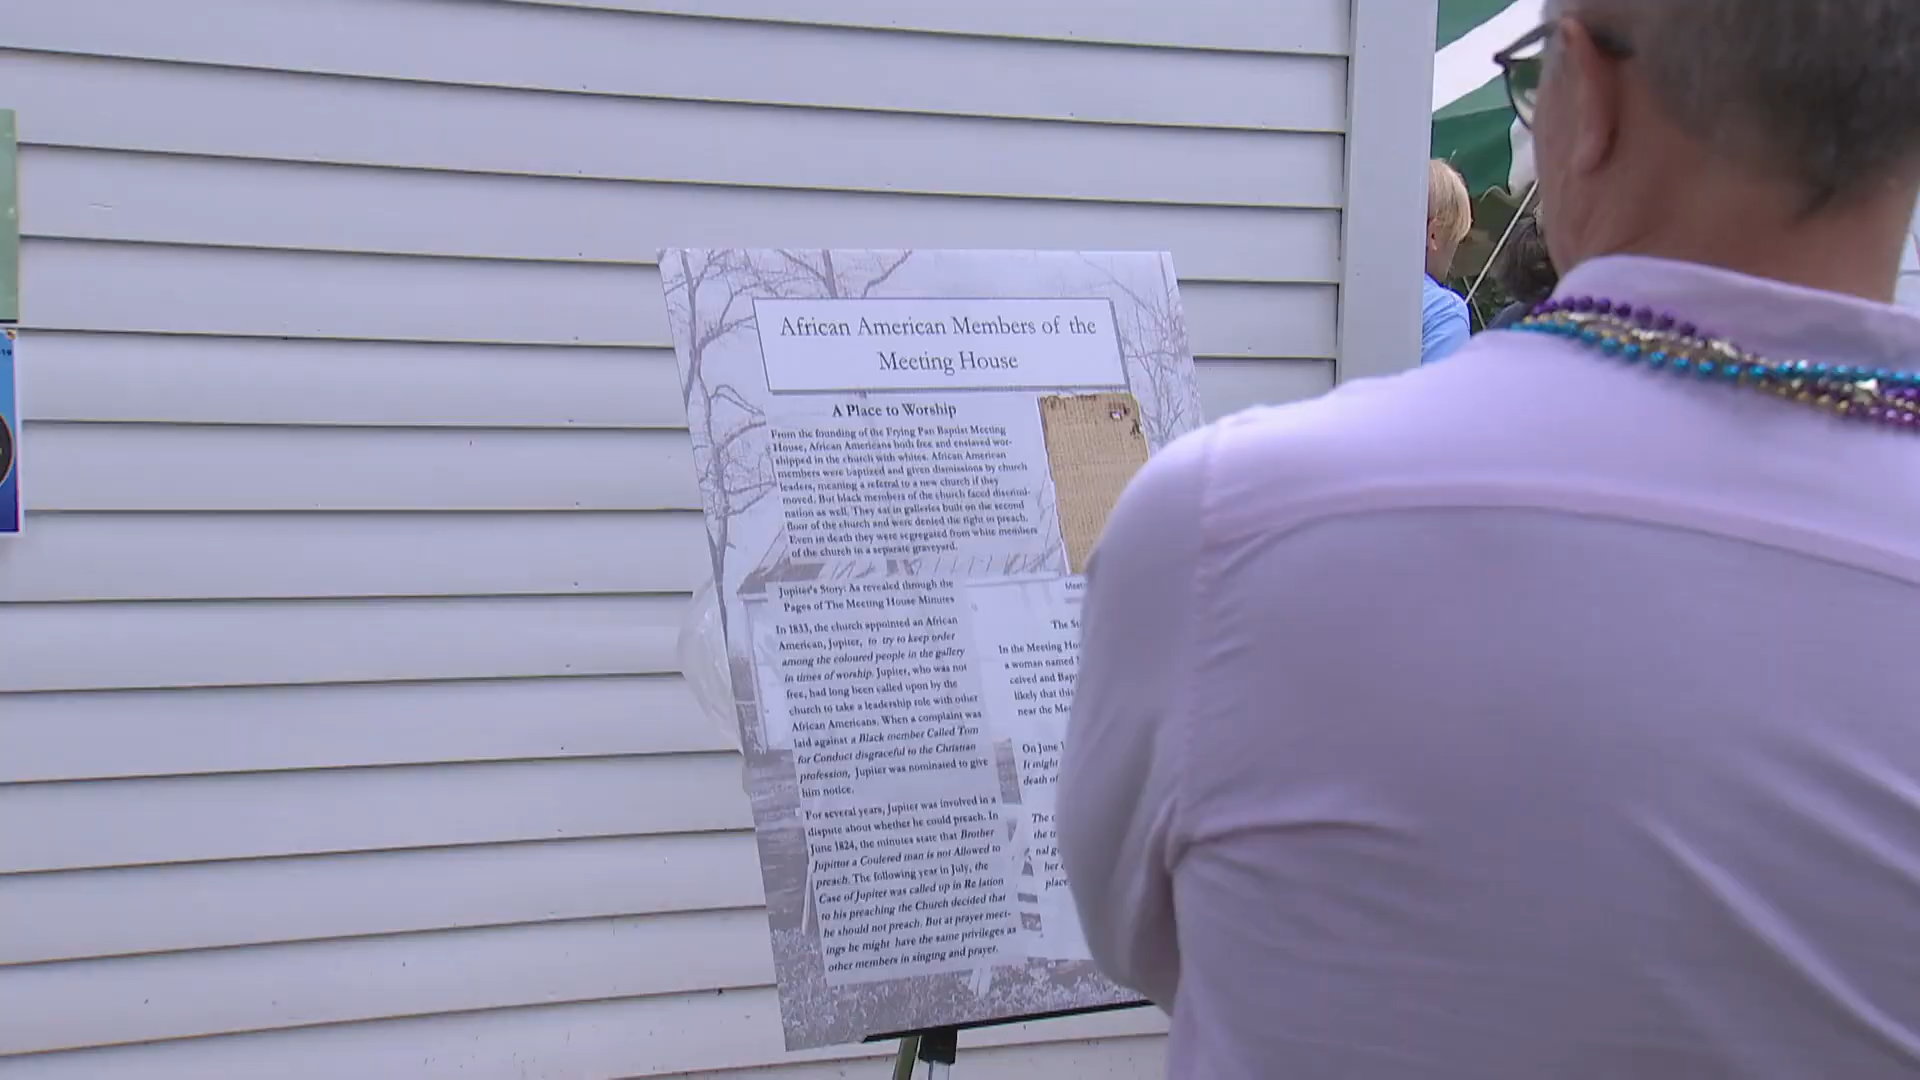 African American Members of the
Meeting House
A Place to Worship
From the founding of the Frying Pan Baptist Meeting
House, African Americans both free and enslaved wor-
shipped in the church with whites. African American
members were baptized and given dismissions by church
leaders, meaning a referral to a new church if they
moved. But black members of the church faced discrimi-
nation as well. They sat in galleries built on the second
floor of the church and were denied the right to preach.
Even in death they were segregated from white members
of the church in a separate graveyard.
Jupiter's Story: As revealed through the
Pages of The Meeting House Minutes
In 1833, the church appointed an African
American, Jupiter, to try to keep order
among the coloured people in the gallery
in times of worship. Jupiter, who was not
free, had long been called upon by the
church to take a leadership role with other
African Americans. When a complaint was
laid against a Black member Called Tom
for Conduct disgraceful to the Christian
profession, Jupiter was nominated to give
him notice.
For several years, Jupiter was involved in a
dispute about whether he could preach. In
June 1824, the minutes state that Brother
Jupittor a Coulered man is not Allowed to
preach. The following year in July, the
Case of Jupiter was called up in Re lation
to his preaching the Church decided that
he should not preach. But at prayer meet-
ings he might have the same privileges as
other members in singing and prayer.
The
In the Meeting
a woman named
ceived and
likely that this
near the
On June
It might
death of
The
the
her
place